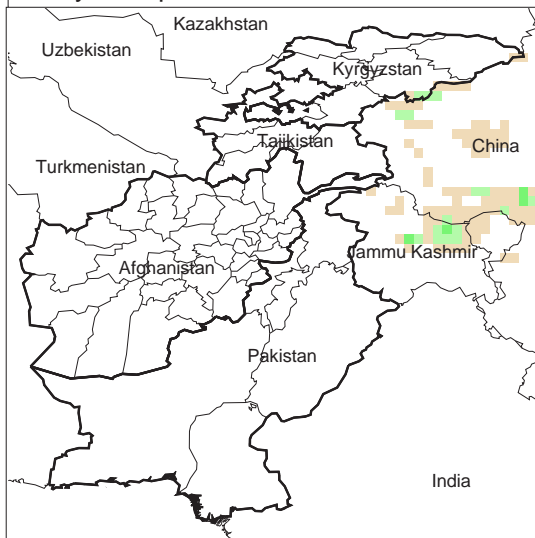 Kazakhstan
Uzbekistan
Kyrgyzstan
Tajikistan
China
Turkmenistan
Jammu Kashmir
Afghanistan
Pakistan
India